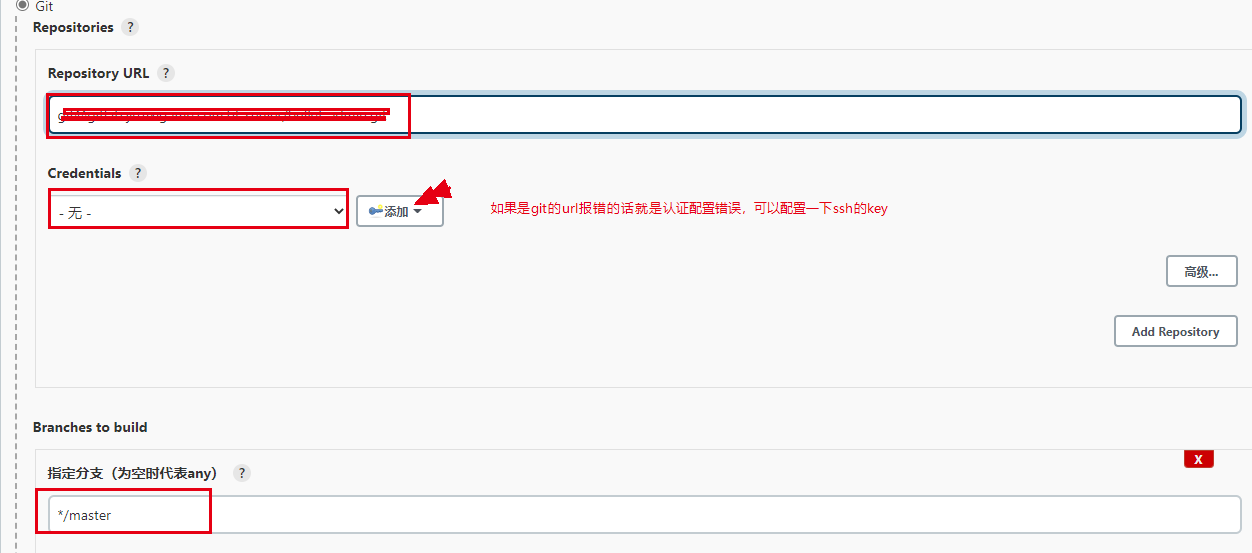 Git
Repositories ?
Repository URL ?
Credentials ?
- 无 -
添加
如果是git的url报错的话就是认证配置错误，可以配置一下ssh的key
高级...
Add Repository
Branches to build
X
指定分支（为空时代表any） ?
*/master